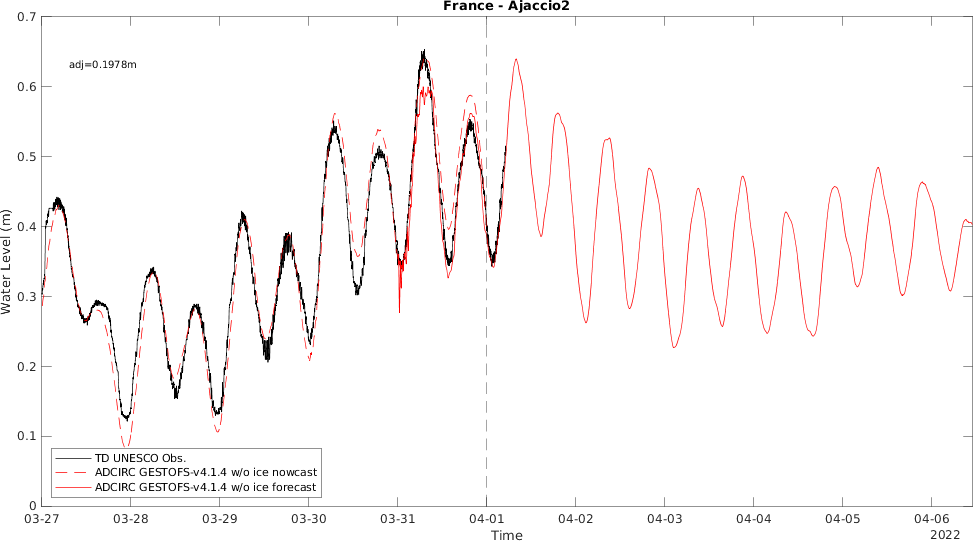 France - Ajaccio2
0.7
0.6
0.5
0.4
0.3
0.2
0.1
0
Water Level (m)
adj=0.1978m
TD UNESCO Obs.
ADCIRC GESTOFS-v4.1.4 w/o ice nowcast
ADCIRC GESTOFS-v4.1.4 w/o ice forecast
03-27 03-28 03-29 03-30 03-31 04-01 04-02 04-03 04-04 04-05 04-06
Time
2022